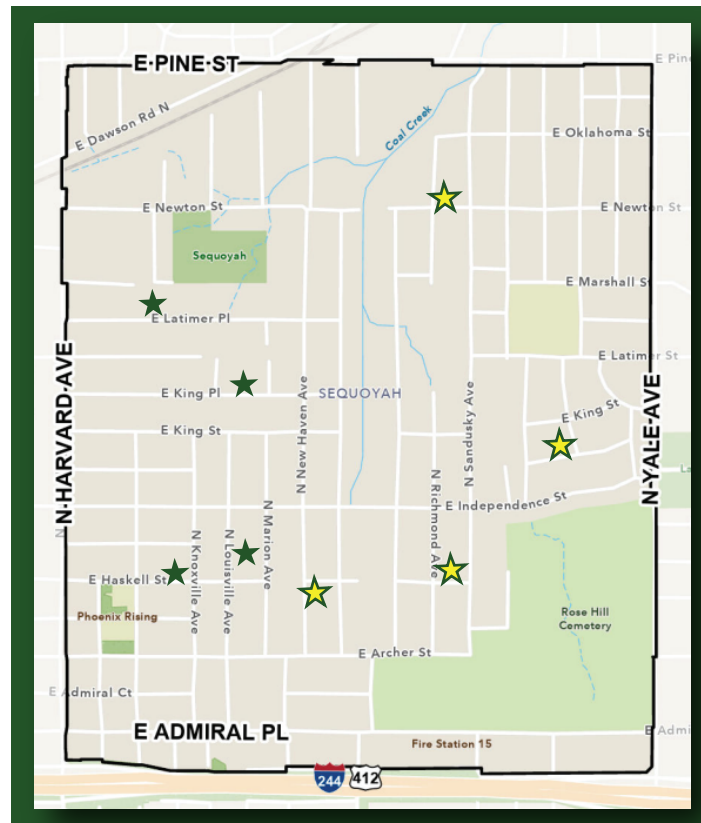 E PINE ST
E Pine
E Dawson Rd N
Coal Creek
E Oklahoma St
E Newton St
E Newton St
Sequoyah
E Marshall St
E Latimer Pl
E Latimer St
N HARVARD AVE
E King Pl
SEQUOYAH
N New Haven Ave
N Sandusky Ave
E King St
N YALE AVE
E King St
La
N
N Knoxville Ave
N Louisville Ave
N Marion Ave
N Richmond Ave
E Independence St
E Haskell St
Phoenix Rising
Rose Hill
Cemetery
E Archer St
E Admiral Ct
E ADMIRAL PL
E Admi
Fire Station 15
244
412